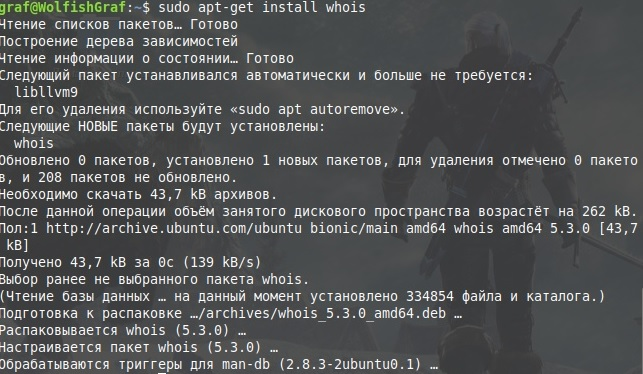 graf@WolfishGraf:~$ sudo apt-get install whois
Чтение списков пакетов… Готово
Построение дерева зависимостей
Чтение информации о состоянии… Готово
Следующий пакет устанавливался автоматически и больше не требуется:
  libllvm9
Для его удаления используйте «sudo apt autoremove».
Следующие НОВЫЕ пакеты будут установлены:
  whois
Обновлено 0 пакетов, установлено 1 новых пакетов, для удаления отмечено 0 пакето
в, и 208 пакетов не обновлено.
Необходимо скачать 43,7 kB архивов.
После данной операции объём занятого дискового пространства возрастёт на 262 kB.
Пол:1 http://archive.ubuntu.com/ubuntu bionic/main amd64 whois amd64 5.3.0 [43,7
 kB]
Получено 43,7 kB за 0с (139 kB/s)
Выбор ранее не выбранного пакета whois.
(Чтение базы данных … на данный момент установлено 334854 файла и каталога.)
Подготовка к распаковке …/archives/whois_5.3.0_amd64.deb …
Распаковывается whois (5.3.0) …
Настраивается пакет whois (5.3.0) …
Обрабатываются триггеры для man-db (2.8.3-2ubuntu0.1) …